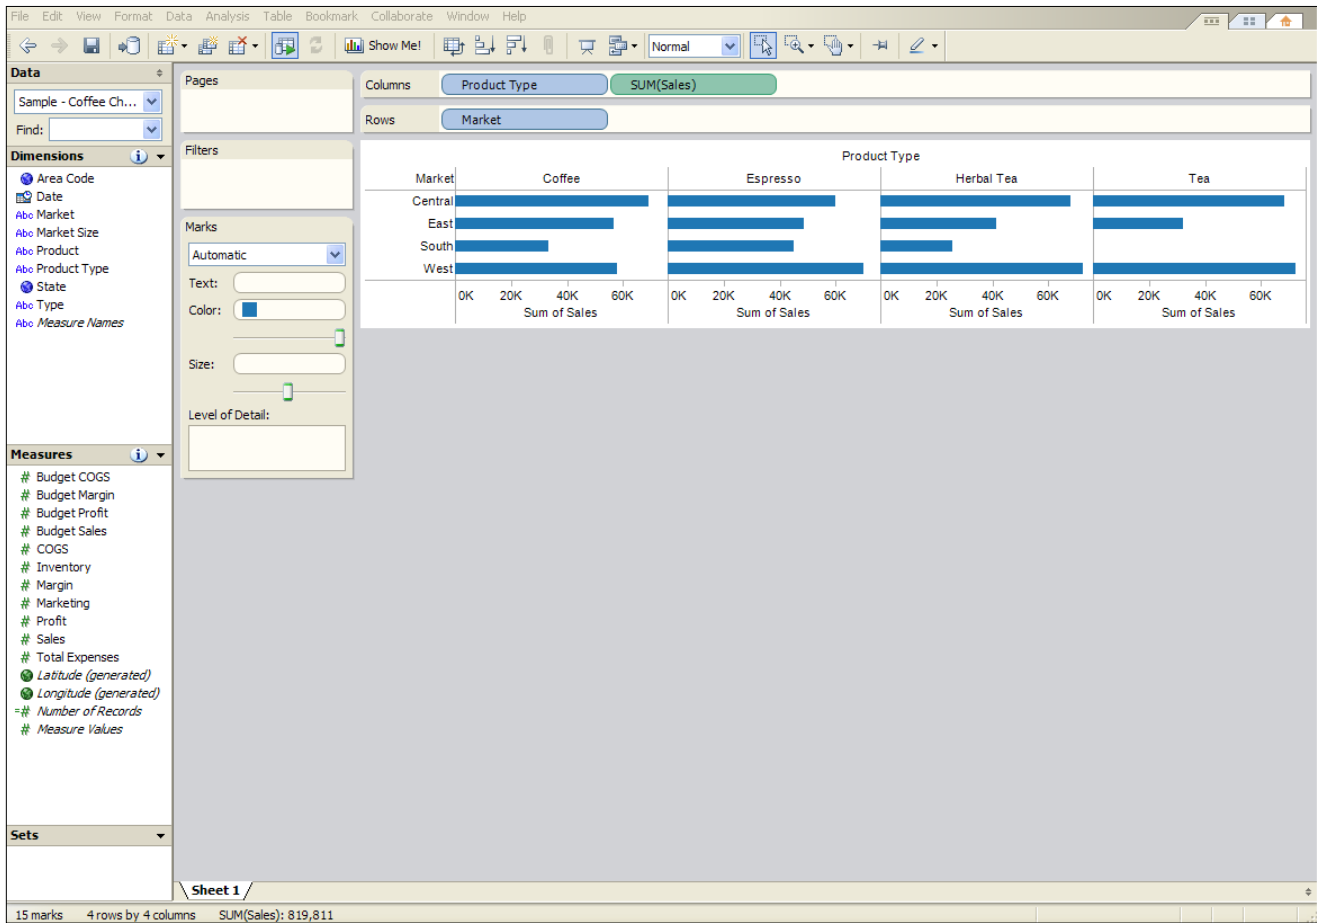 File Edit View Format Data Analysis Table Bookmark Collaborate Window Help
Show Me!
Normal
Data
Sample - Coffee Ch...
Find:
Dimensions
Area Code
Date
Abc Market
Abc Market Size
Abc Product
Abc Product Type
State
Abc Type
Abc Measure Names
Measures
# Budget COGS
# Budget Margin
# Budget Profit
# Budget Sales
# COGS
# Inventory
# Margin
# Marketing
# Profit
# Sales
# Total Expenses
Latitude (generated)
Longitude (generated)
=# Number of Records
# Measure Values
Sets
Pages
Filters
Marks
Automatic
Text:
Color:
Size:
Level of Detail:
Columns Product Type SUM(Sales)
Rows Market
Product Type
Market Coffee Espresso Herbal Tea Tea
Central
East
South
West
0K 20K 40K 60K 0K 20K 40K 60K 0K 20K 40K 60K 0K 20K 40K 60K
Sum of Sales Sum of Sales Sum of Sales Sum of Sales
Sheet 1
15 marks 4 rows by 4 columns SUM(Sales): 819,811